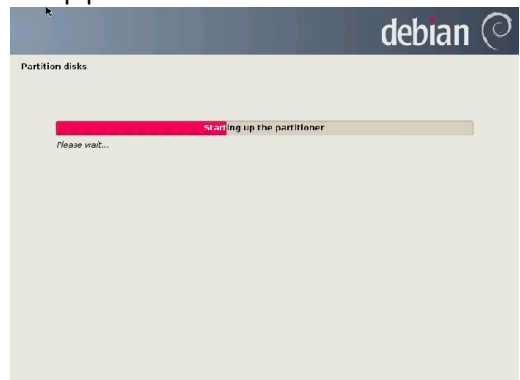 debian
Partition disks
Starting up the partitioner
Please wait...